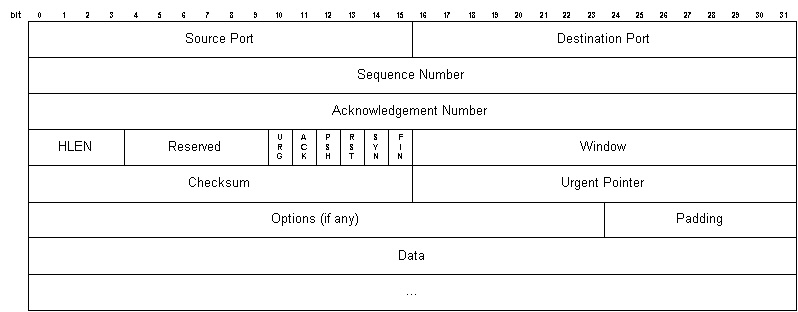 bit 0 1 2 3 4 5 6 7 8 9 10 11 12 13 14 15 16 17 18 19 20 21 22 23 24 25 26 27 28 29 30 31
Source Port Destination Port
Sequence Number
Acknowledgement Number
HLEN Reserved URG ACK PSH RST SYN FIN Window
Checksum Urgent Pointer
Options (if any) Padding
Data
...